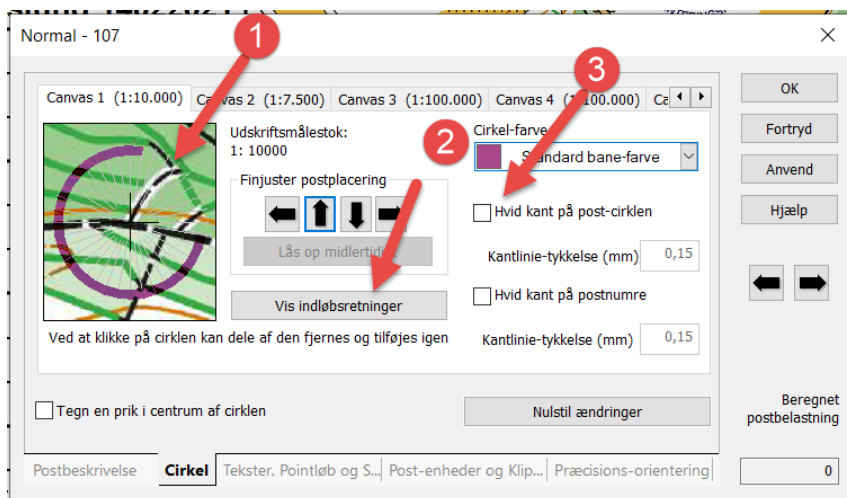 Normal - 107
1
2
3
Canvas 1 (1:10.000) Canvas 2 (1:7.500) Canvas 3 (1:100.000) Canvas 4 (1:100.000) Ca
Udskriftsmålestok:
1: 10000
Finjuster postplacering
Lås op midlertidigt
Vis indløbsretninger
Ved at klikke på cirklen kan dele af den fjernes og tilføjes igen
Cirkel-farve
Standard bane-farve
Hvid kant på post-cirklen
Kantlinie-tykkelse (mm) 0,15
Hvid kant på postnumre
Kantlinie-tykkelse (mm) 0,15
Tegn en prik i centrum af cirklen
Nulstil ændringer
Postbeskrivelse Cirkel Tekster, Pointløb og S... Post-enheder og Klip... Præcisions-orientering
OK
Fortryd
Anvend
Hjælp
Beregnet
postbelastning
0